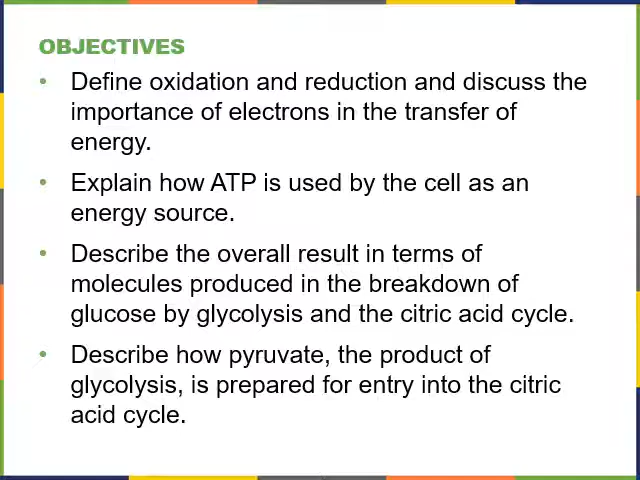 OBJECTIVES
• Define oxidation and reduction and discuss the
importance of electrons in the transfer of
energy.
• Explain how ATP is used by the cell as an
energy source.
• Describe the overall result in terms of
molecules produced in the breakdown of
glucose by glycolysis and the citric acid cycle.
• Describe how pyruvate, the product of
glycolysis, is prepared for entry into the citric
acid cycle.